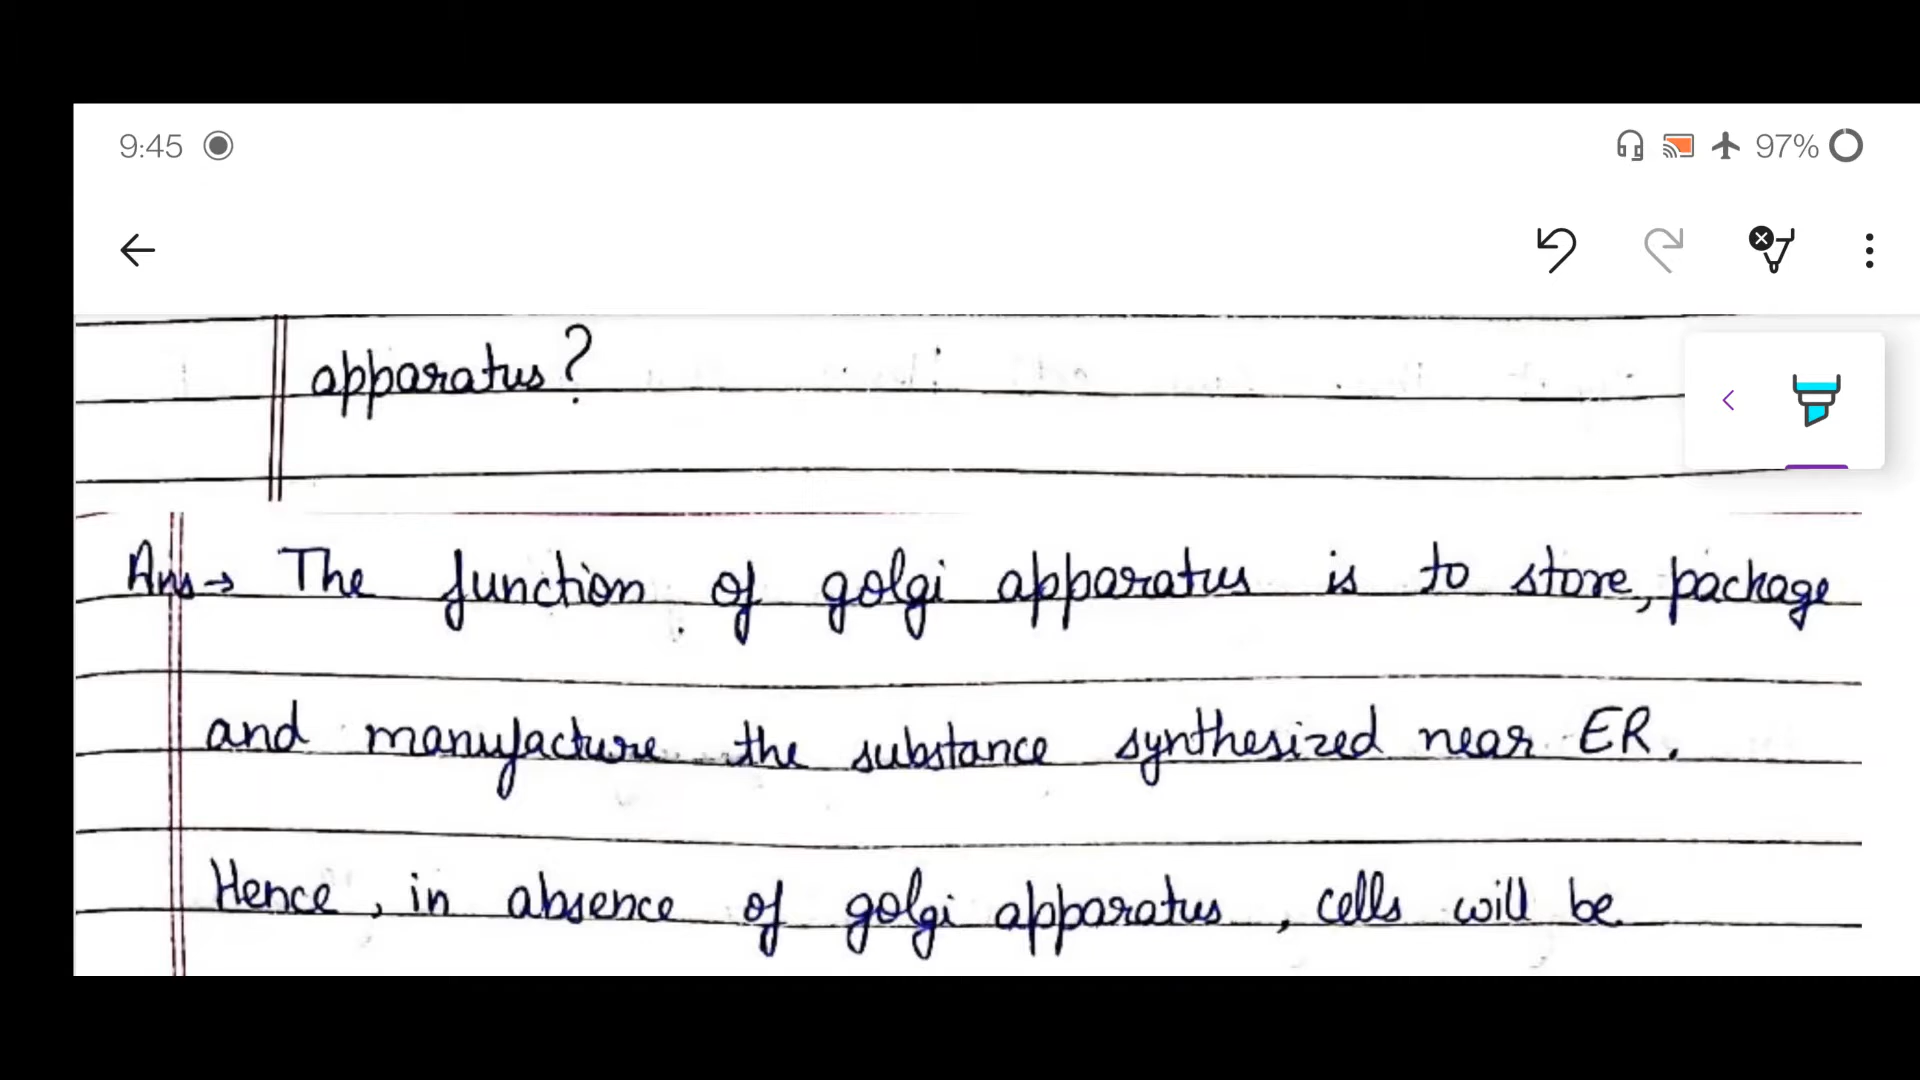 9:45 97%
apparatus?
Ans→ The function of golgi apparatus is to store, package
and manufacture the substance synthesized near ER.
Hence, in absence of golgi apparatus, cells will be